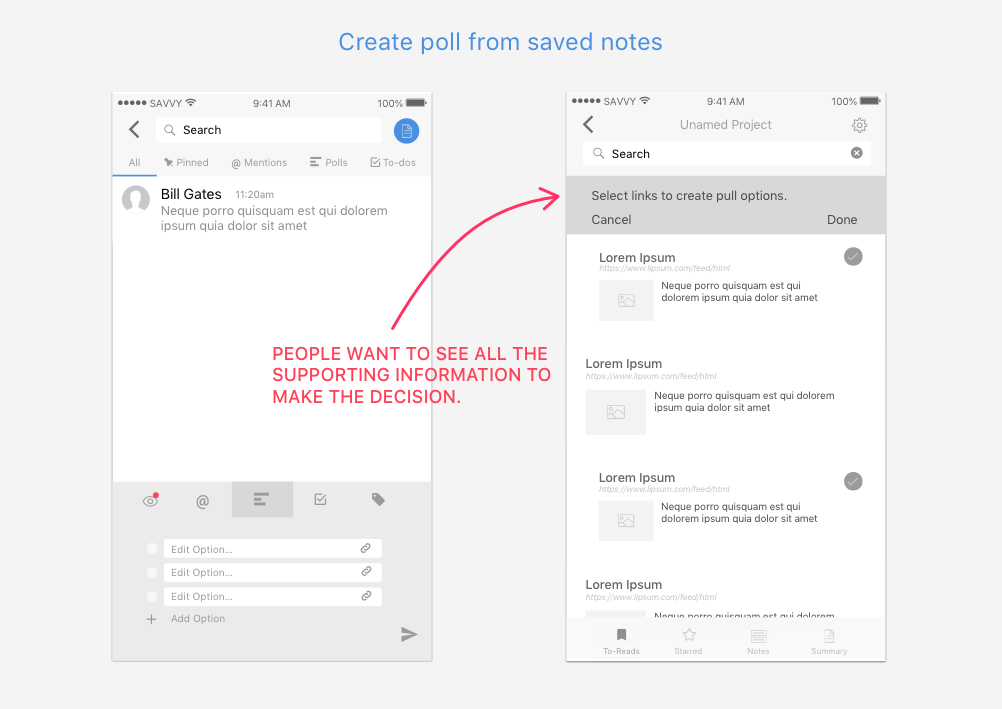 Create poll from saved notes
SAVVY 9:41 AM 100%
Search
All Pinned @ Mentions Polls To-dos
Bill Gates 11:20am
Neque porro quisquam est qui dolorem
ipsum quia dolor sit amet
PEOPLE WANT TO SEE ALL THE
SUPPORTING INFORMATION TO
MAKE THE DECISION.
@
Edit Option...
Edit Option...
Edit Option...
+ Add Option
SAVVY 9:41 AM 100%
Unamed Project
Search
Select links to create pull options.
Cancel Done
Lorem Ipsum
https://www.lipsum.com/feed/html
Neque porro quisquam est qui
dolorem ipsum quia dolor sit amet
Lorem Ipsum
https://www.lipsum.com/feed/html
Neque porro quisquam est qui dolorem
ipsum quia dolor sit amet
Lorem Ipsum
https://www.lipsum.com/feed/html
Neque porro quisquam est qui
dolorem ipsum quia dolor sit amet
Lorem Ipsum
https://www.lipsum.com/feed/html
Neque porro quisquam est qui dolorem
To-Reads Starred Notes Summary